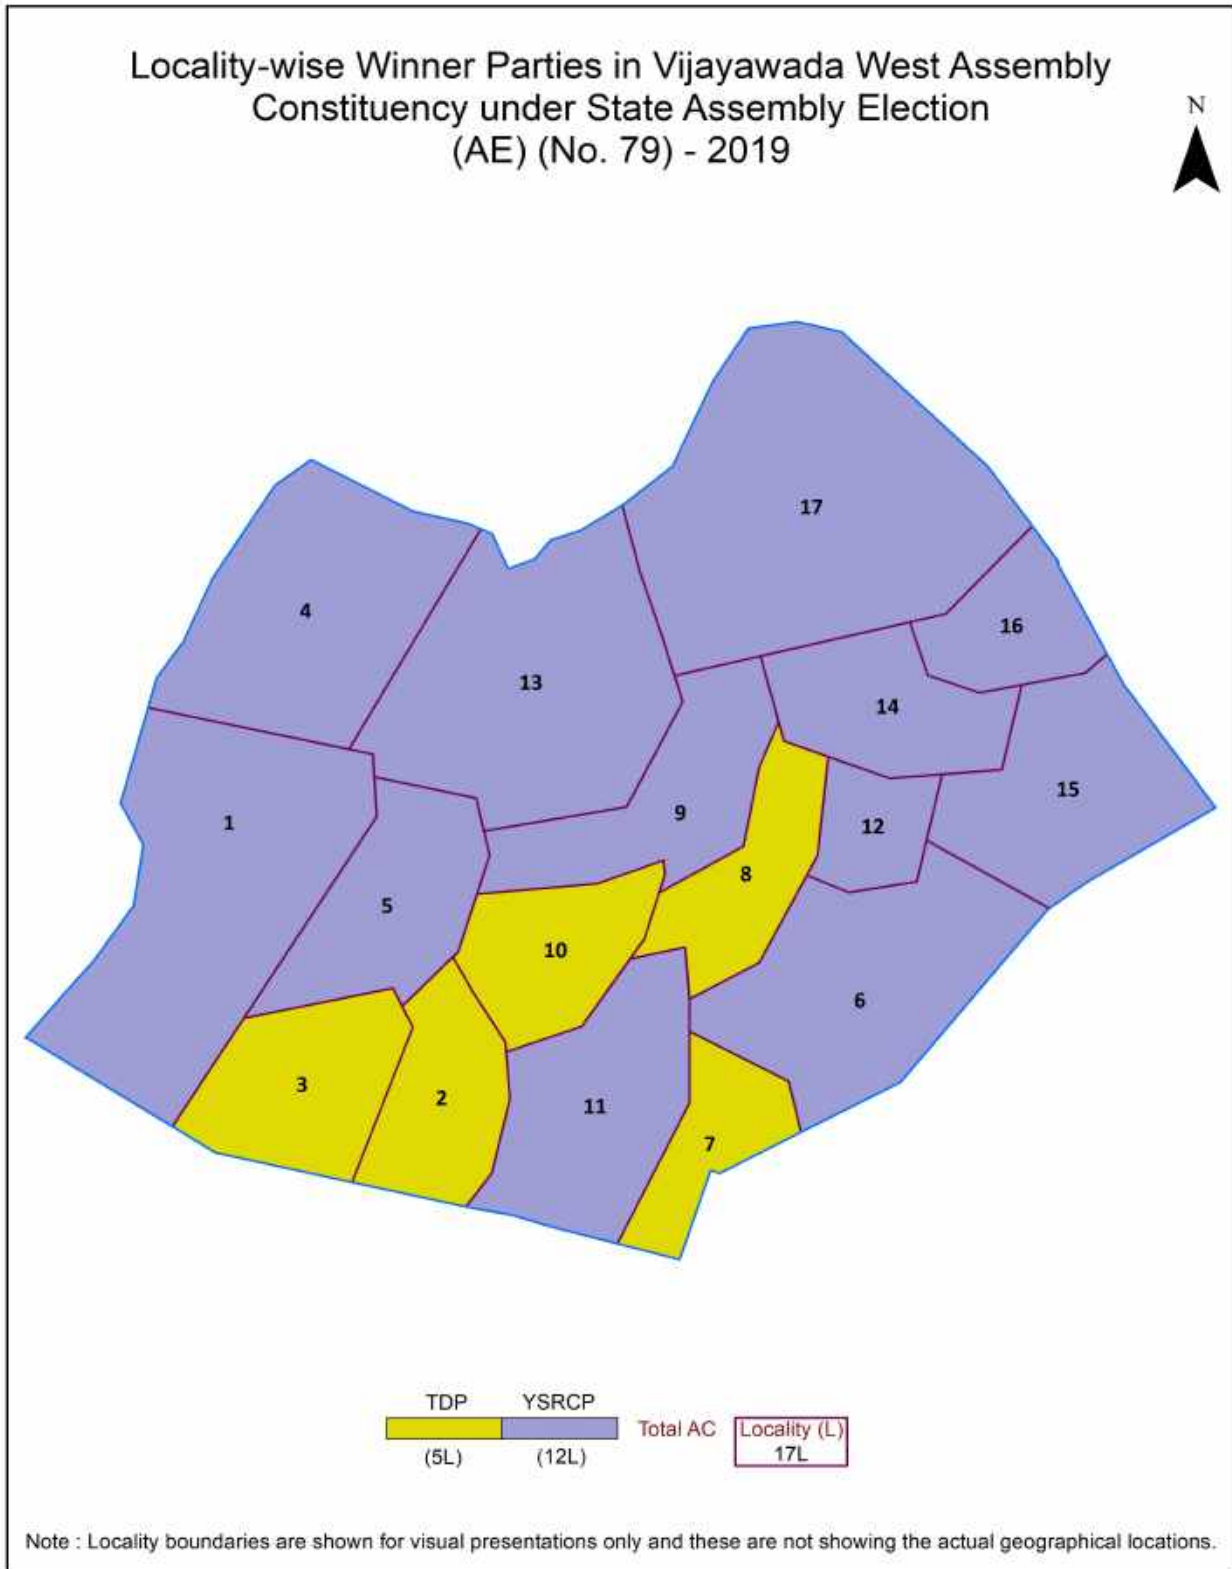 Locality-wise Winner Parties in Vijayawada West Assembly
Constituency under State Assembly Election
(AE) (No. 79) - 2019
N
17
4
16
13
14
15
9
1
12
8
5
10
6
3
2
11
7
TDP YSRCP
Total AC Locality (L)
(5L) (12L) 17L
Note : Locality boundaries are shown for visual presentations only and these are not showing the actual geographical locations.